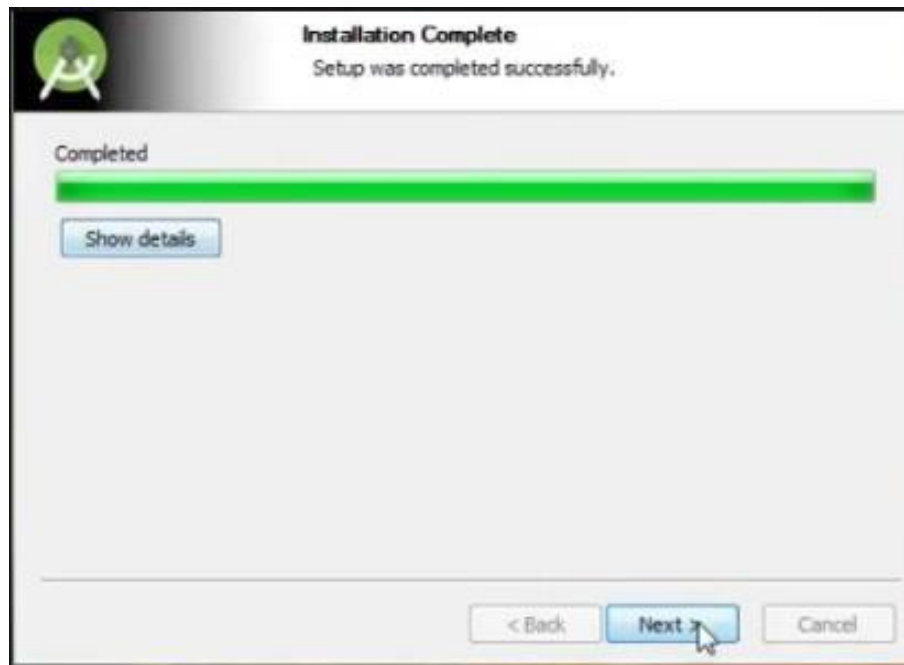 Installation Complete
Setup was completed successfully.
Completed
Show details
< Back Next > Cancel